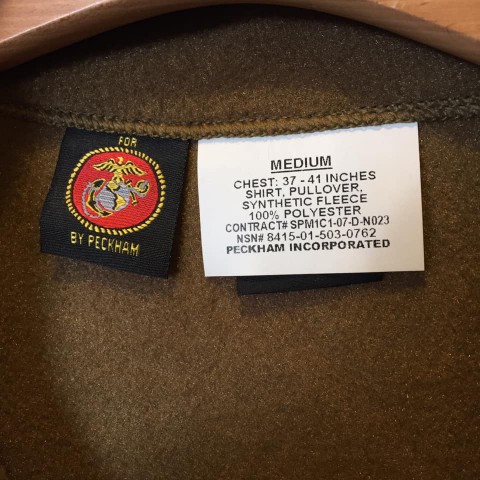 FOR
BY PECKHAM
MEDIUM
CHEST: 37 - 41 INCHES
SHIRT, PULLOVER,
SYNTHETIC FLEECE
100% POLYESTER
CONTRACT# SPM1C1-07-D-N023
NSN# 8415-01-503-0762
PECKHAM INCORPORATED